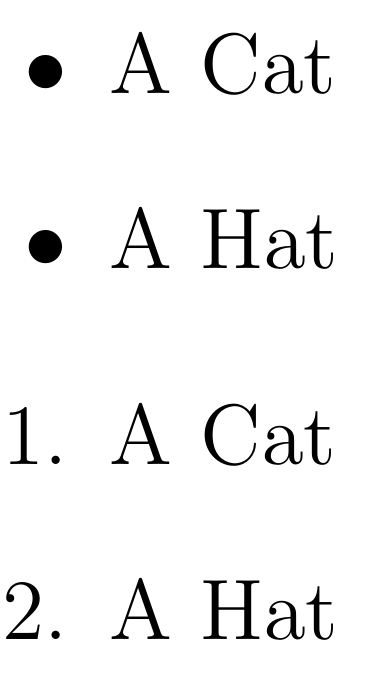 • A Cat
• A Hat
1. A Cat
2. A Hat